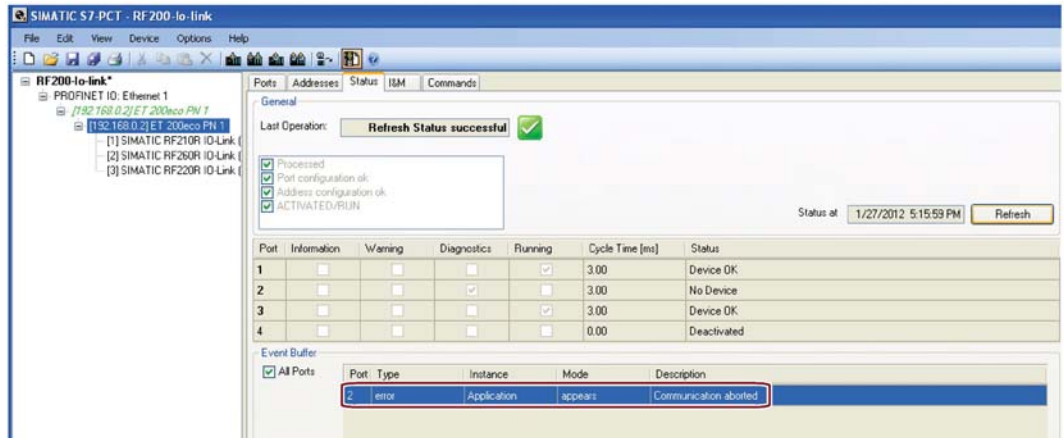 SIMATIC S7-PCT - RF200-Io-link
File Edit View Device Options Help
RF200-Io-link*
PROFINET IO: Ethernet 1
[192.168.0.2] ET 200eco PN 1
[192.168.0.2] ET 200eco PN 1
[1] SIMATIC RF210R IO-Link (
[2] SIMATIC RF260R IO-Link (
[3] SIMATIC RF220R IO-Link (
Ports Addresses Status I&M Commands
General
Last Operation: Refresh Status successful
Processed
Port configuration ok
Address configuration ok
ACTIVATED/RUN
Status at 1/27/2012 5:15:59 PM Refresh
Port Information Warning Diagnostics Running Cycle Time [ms] Status
1 3.00 Device OK
2 3.00 No Device
3 3.00 Device OK
4 0.00 Deactivated
Event Buffer
All Ports
Port Type Instance Mode Description
2 error Application appears Communication aborted